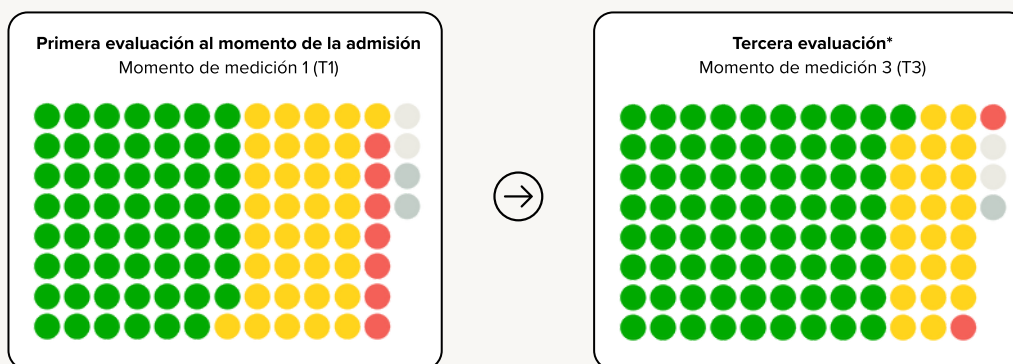 Primera evaluación al momento de la admisión
Momento de medición 1 (T1)
Tercera evaluación*
Momento de medición 3 (T3)